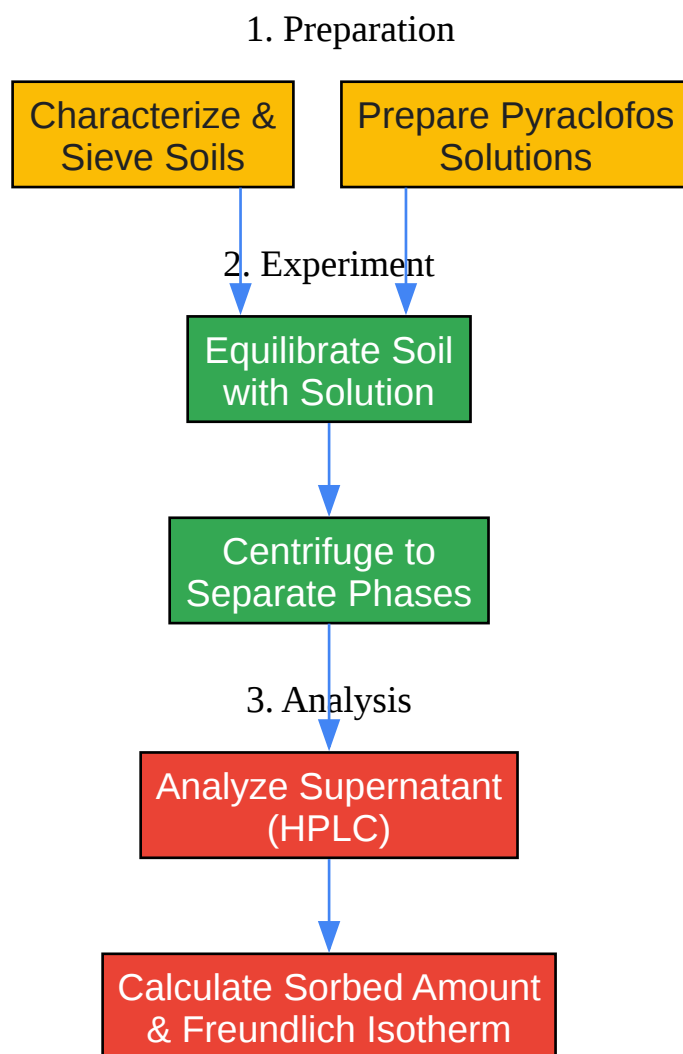 1. Preparation
Characterize &
Sieve Soils
Prepare Pyraclofos
Solutions
2. Experiment
Equilibrate Soil
with Solution
Centrifuge to
Separate Phases
3. Analysis
Analyze Supernatant
(HPLC)
Calculate Sorbed Amount
& Freundlich Isotherm